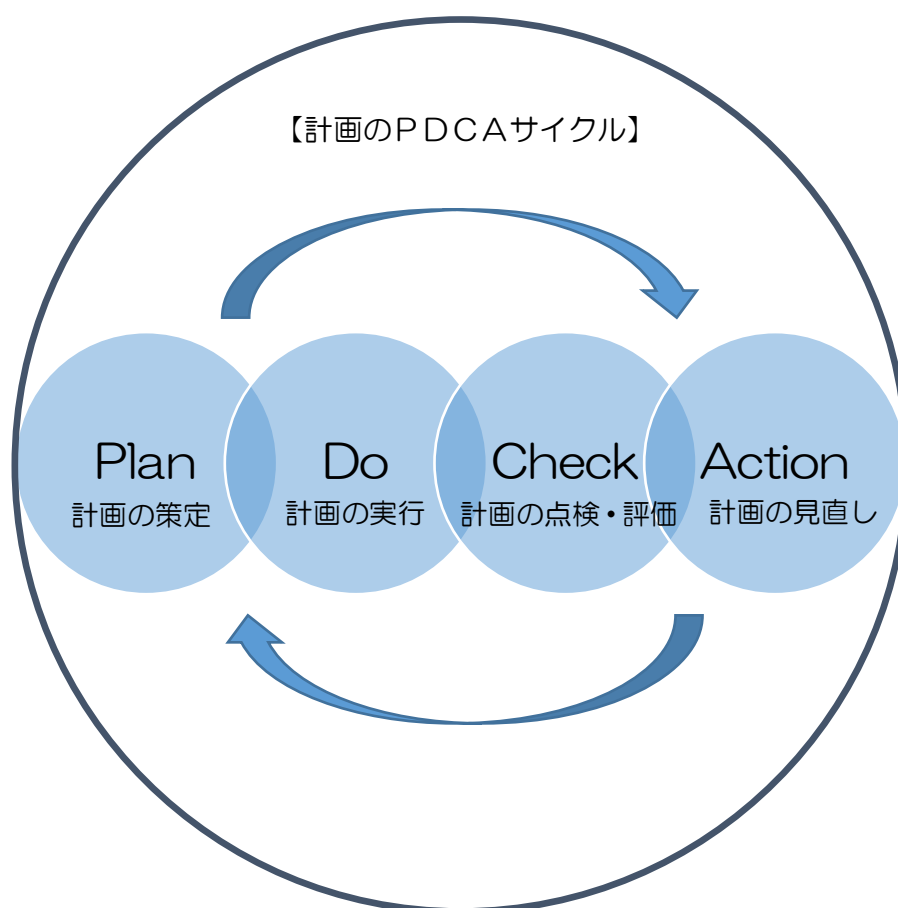 【計画のＰＤＣＡサイクル】
Plan
計画の策定
Do
計画の実行
Check
計画の点検・評価
Action
計画の見直し